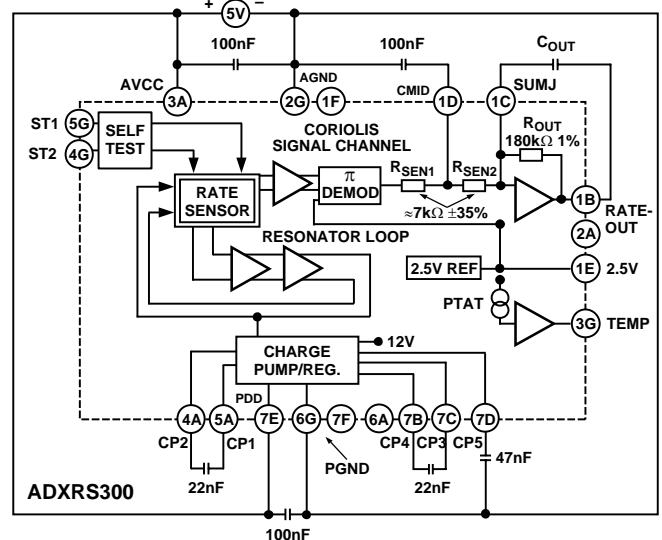 + 5V –
100nF
100nF
COUT
AVCC
3A
2G
AGND
1F
CMID
1D
1C
SUMJ
ST1 5G
ST2 4G
SELF
TEST
CORIOLIS
SIGNAL CHANNEL
ROUT
180kΩ 1%
RATE
SENSOR
π
DEMOD
RSEN1
RSEN2
≈7kΩ ±35%
1B
RATE-
OUT
2A
RESONATOR LOOP
2.5V REF
1E 2.5V
PTAT
3G TEMP
12V
CHARGE
PUMP/REG.
PDD
4A
5A
7E
6G
7F
6A
7B
7C
7D
CP2
CP1
PGND
CP4
CP3
CP5
47nF
22nF
22nF
ADXRS300
100nF